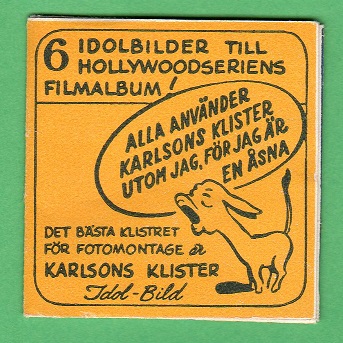 6 IDOLBILDER TILL
HOLLYWOODSERIENS
FILMALBUM!
ALLA ANVÄNDER
KARLSONS KLISTER
UTOM JAG, FÖR JAG ÄR
EN ÅSNA
DET BÄSTA KLISTRET
FÖR FOTOMONTAGE är
KARLSONS KLISTER
Idol-Bild